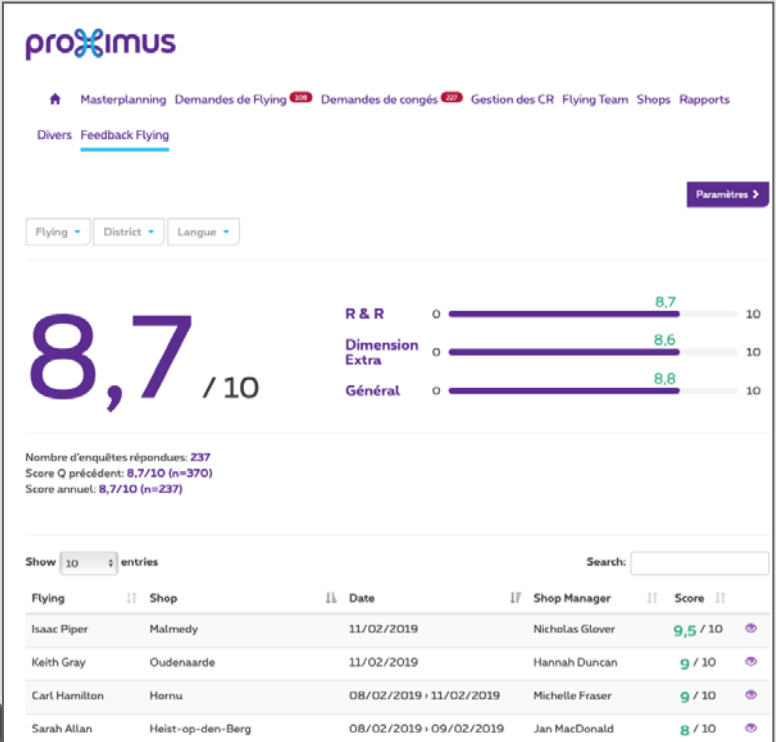 proximus
Masterplanning Demandes de Flying 108 Demandes de congés 227 Gestion des CR Flying Team Shops Rapports
Divers Feedback Flying
Paramètres
Flying District Langue
8,7 / 10
R & R 0 8,7 10
Dimension Extra 0 8,6 10
Général 0 8,8 10
Nombre d'enquêtes répondues: 237
Score Q précédent: 8,7/10 (n=370)
Score annuel: 8,7/10 (n=237)
Show 10 entries Search:
Flying Shop Date Shop Manager Score
Isaac Piper Malmedy 11/02/2019 Nicholas Glover 9,5 / 10
Keith Gray Oudenaarde 11/02/2019 Hannah Duncan 9 / 10
Carl Hamilton Hornu 08/02/2019 › 11/02/2019 Michelle Fraser 9 / 10
Sarah Allan Heist-op-den-Berg 08/02/2019 › 09/02/2019 Jan MacDonald 8 / 10